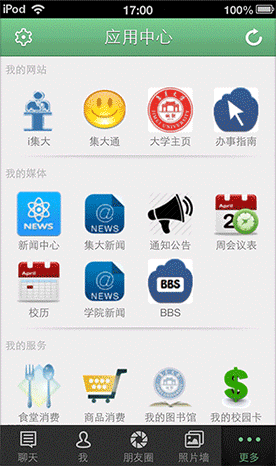 iPod 17:00 100%
应用中心
我的网站
i集大 集大通 大学主页 办事指南
我的媒体
NEWS @ NEWS April 2
新闻中心 集大新闻 通知公告 周会议表
April @ NEWS BBS
校历 学院新闻 BBS
我的服务
食堂消费 商品消费 我的图书馆 我的校园卡
聊天 我 朋友圈 照片墙 更多